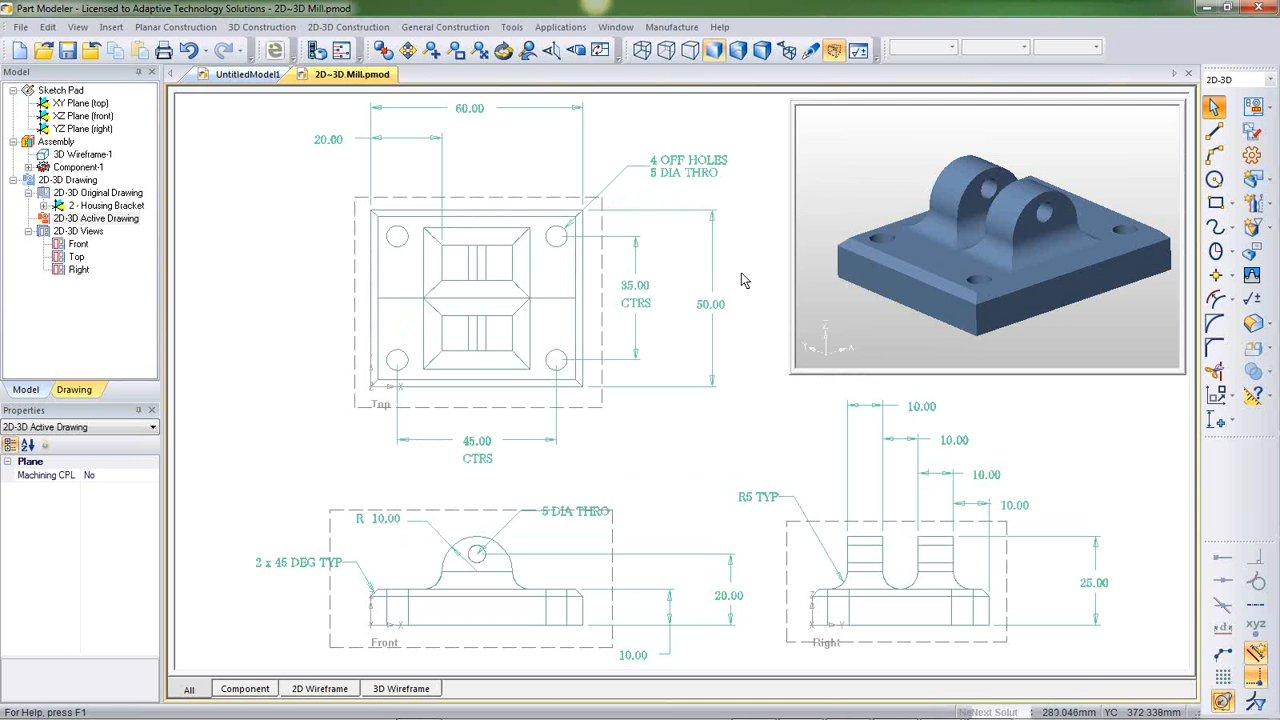 Part Modeler - Licensed to Adaptive Technology Solutions - 2D~3D Mill.pmod
File Edit View Insert Planar Construction 3D Construction 2D-3D Construction General Construction Tools Applications Window Manufacture Help
Model
UntitledModel1
2D~3D Mill.pmod
2D-3D
Sketch Pad
XY Plane (top)
XZ Plane (front)
YZ Plane (right)
Assembly
3D Wireframe-1
Component-1
2D-3D Drawing
2D-3D Original Drawing
2 - Housing Bracket
2D-3D Active Drawing
2D-3D Views
Front
Top
Right
Model Drawing
Properties
2D-3D Active Drawing
Plane
Machining CPL No
60.00
20.00
4 OFF HOLES
5 DIA THRO
35.00
CTRS
50.00
X
Top
45.00
CTRS
Z
Y
R 10.00
5 DIA THRO
2 x 45 DEG TYP
20.00
X
Front
10.00
10.00
10.00
10.00
10.00
R5 TYP
25.00
Z
X Y
Right
xyz
All Component 2D Wireframe 3D Wireframe
For Help, press F1
289.046mm YC 372.338mm